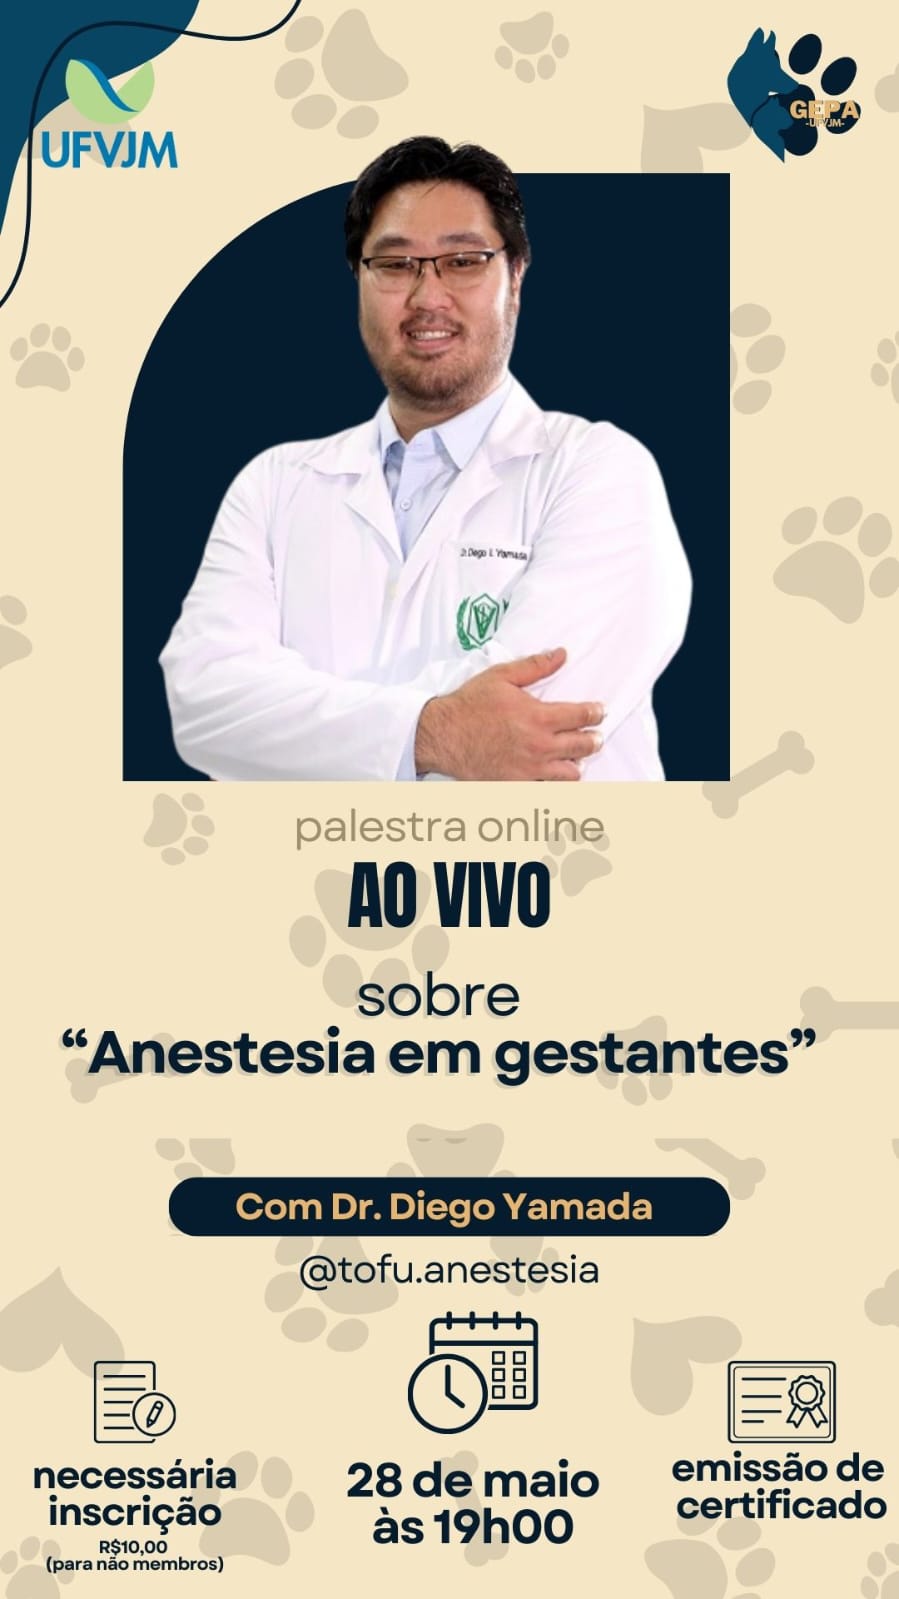 UFVJM
GEPA
-UFVJM-
Dr. Diego I. Yamada
palestra online
AO VIVO
sobre
“Anestesia em gestantes”
Com Dr. Diego Yamada
@tofu.anestesia
necessária
inscrição
R$10,00
(para não membros)
28 de maio
às 19h00
emissão de
certificado